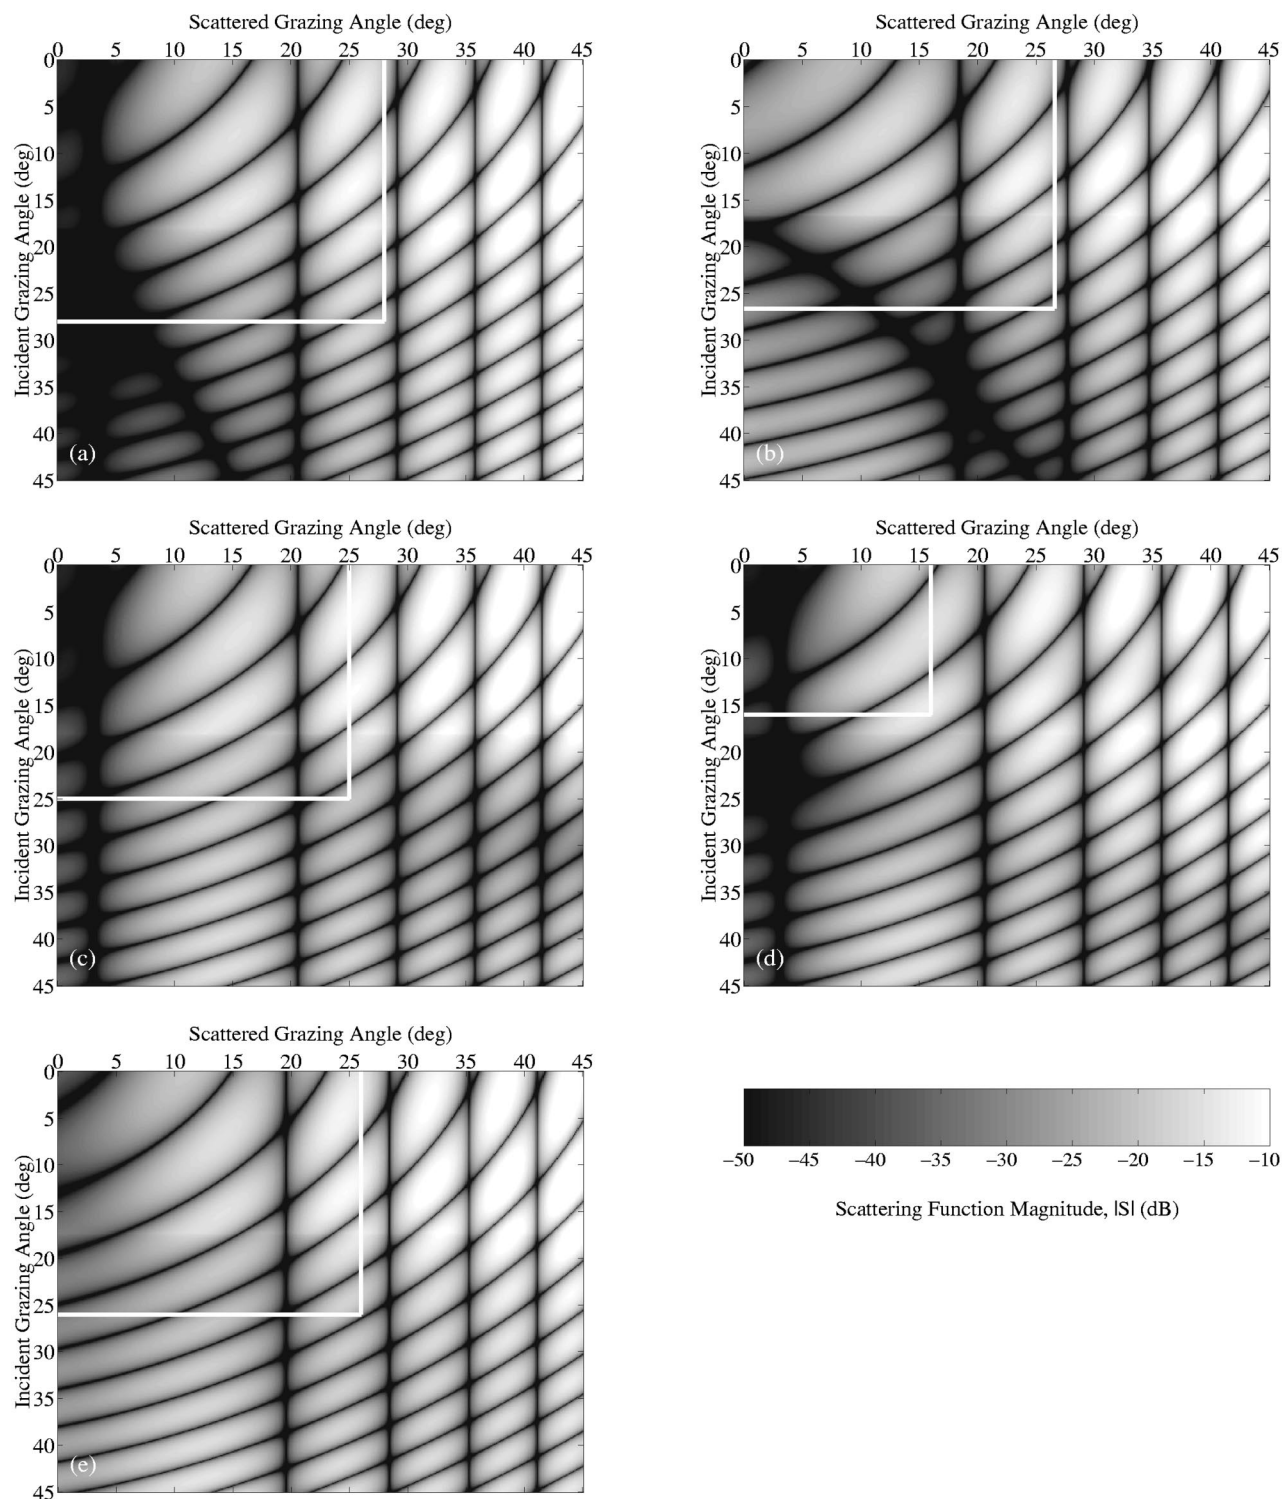 Scattered Grazing Angle (deg)
0 5 10 15 20 25 30 35 40 45
Incident Grazing Angle (deg)
0
5
10
15
20
25
30
35
40
45
(a)
Scattered Grazing Angle (deg)
0 5 10 15 20 25 30 35 40 45
Incident Grazing Angle (deg)
0
5
10
15
20
25
30
35
40
45
(b)
Scattered Grazing Angle (deg)
0 5 10 15 20 25 30 35 40 45
Incident Grazing Angle (deg)
0
5
10
15
20
25
30
35
40
45
(c)
Scattered Grazing Angle (deg)
0 5 10 15 20 25 30 35 40 45
Incident Grazing Angle (deg)
0
5
10
15
20
25
30
35
40
45
(d)
Scattered Grazing Angle (deg)
0 5 10 15 20 25 30 35 40 45
Incident Grazing Angle (deg)
0
5
10
15
20
25
30
35
40
45
(e)
−50 −45 −40 −35 −30 −25 −20 −15 −10
Scattering Function Magnitude, |S| (dB)